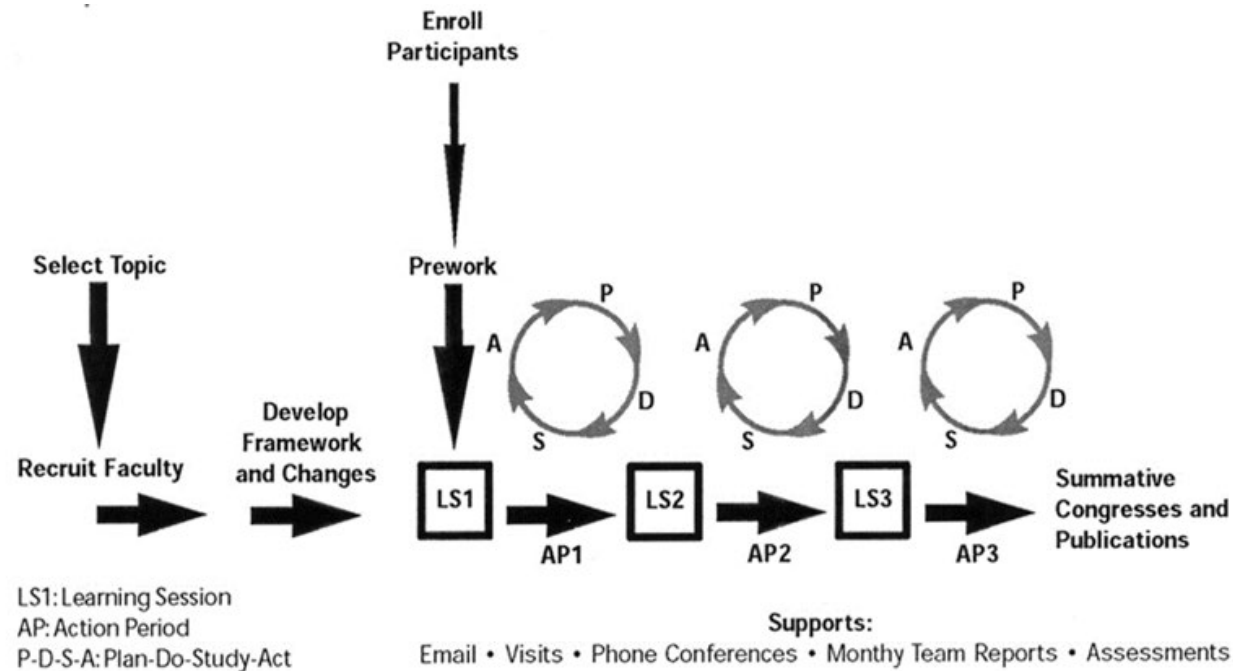 Enroll
Participants
Select Topic
Prework
P
A
D
S
P
A
D
S
P
A
D
S
Recruit Faculty
Develop
Framework
and Changes
LS1
LS2
LS3
AP1
AP2
AP3
Summative
Congresses and
Publications
LS1: Learning Session
AP: Action Period
P-D-S-A: Plan-Do-Study-Act
Supports:
Email • Visits • Phone Conferences • Monthy Team Reports • Assessments